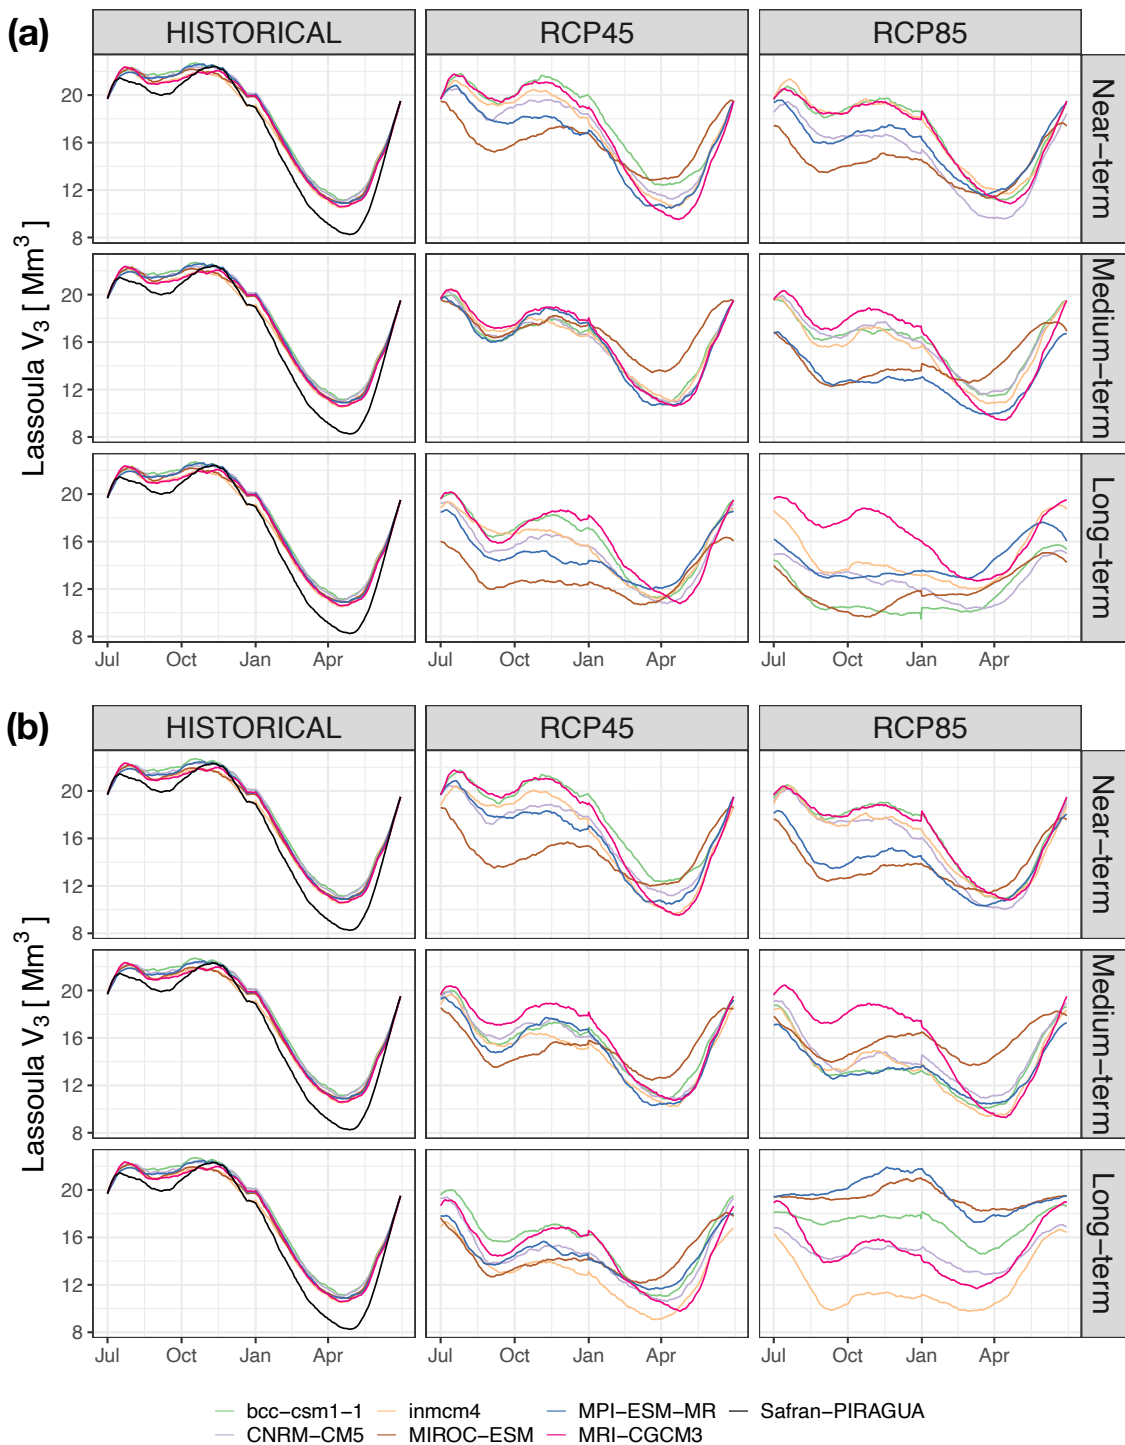 (a)
HISTORICAL RCP45 RCP85
20
16
12
8
Near−term
20
16
12
8
Medium−term
20
16
12
8
Long−term
Lassoula V3 [ Mm3 ]
Jul Oct Jan Apr Jul Oct Jan Apr Jul Oct Jan Apr
(b)
HISTORICAL RCP45 RCP85
20
16
12
8
Near−term
20
16
12
8
Medium−term
20
16
12
8
Long−term
Lassoula V3 [ Mm3 ]
Jul Oct Jan Apr Jul Oct Jan Apr Jul Oct Jan Apr
bcc−csm1−1 inmcm4 MPI−ESM−MR Safran−PIRAGUA
CNRM−CM5 MIROC−ESM MRI−CGCM3